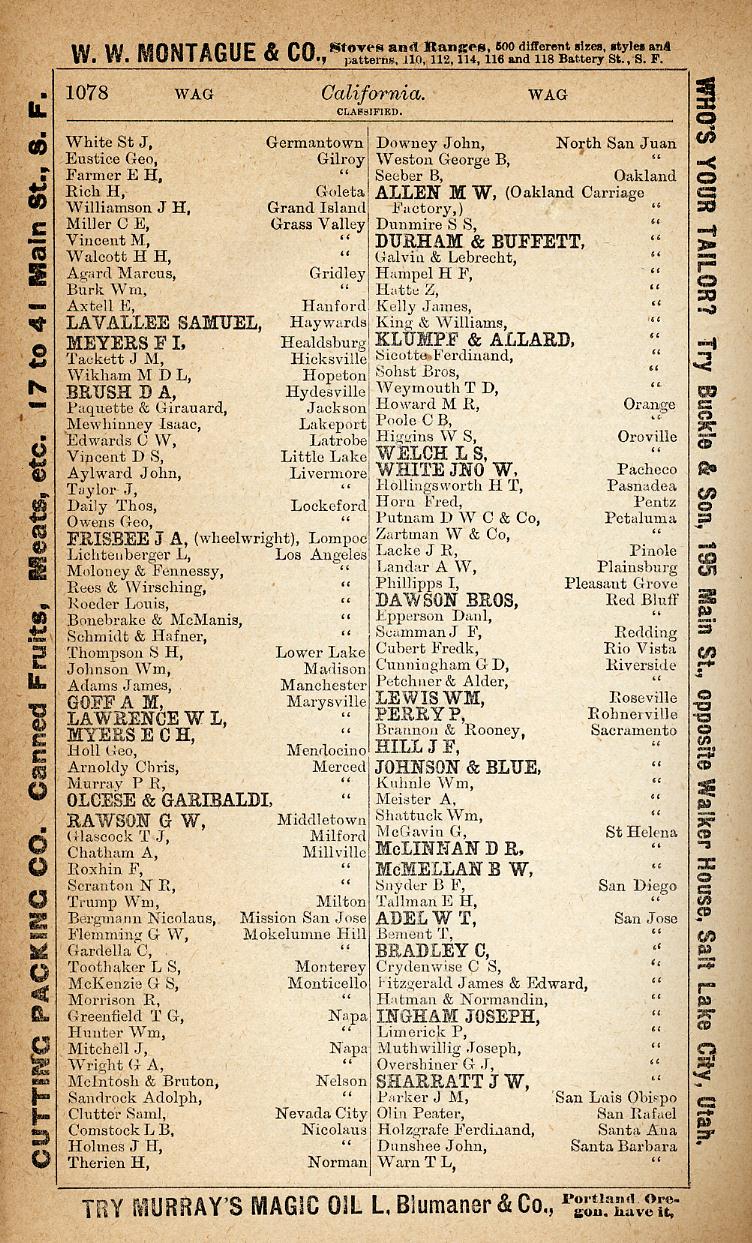 W. W. MONTAGUE & CO., Stoves and Ranges, 500 different sizes, styles and
patterns, 110, 112, 114, 116 and 118 Battery St., S. F.
1078 WAG California. WAG
CLASSIFIED.
White St J, Germantown
Eustice Geo, Gilroy
Farmer E H, “
Rich H, Goleta
Williamson J H, Grand Island
Miller C E, Grass Valley
Vincent M, “
Walcott H H, “
Agard Marcus, Gridley
Burk Wm, “
Axtell E, Hanford
LAVALLEE SAMUEL, Haywards
MEYERS F I, Healdsburg
Tackett J M, Hicksville
Wikham M D L, Hopeton
BRUSH D A, Hydesville
Paquette & Girauard, Jackson
Mewhinney Isaac, Lakeport
Edwards C W, Latrobe
Vincent D S, Little Lake
Aylward John, Livermore
Taylor J, “
Daily Thos, Lockeford
Owens Geo, “
FRISBEE J A, (wheelwright), Lompoc
Lichtenberger L, Los Angeles
Moloney & Fennessy, “
Rees & Wirsching, “
Roeder Louis, “
Bonebrake & McManis, “
Schmidt & Hafner, “
Thompson S H, Lower Lake
Johnson Wm, Madison
Adams James, Manchester
GOFF A M, Marysville
LAWRENCE W L, “
MYERS E C H, “
Holl Geo, Mendocino
Arnoldy Chris, Merced
Murray P R, “
OLCESE & GARIBALDI, “
RAWSON G W, Middletown
Glascock T J, Milford
Chatham A, Millville
Roxhin F, “
Scranton N R, “
Trump Wm, Milton
Bergmann Nicolaus, Mission San Jose
Flemming G W, Mokelumne Hill
Gardella C, “
Toothaker L S, Monterey
McKenzie G S, Monticello
Morrison R, “
Greenfield T G, Napa
Hunter Wm, “
Mitchell J, Napa
Wright G A, “
McIntosh & Bruton, Nelson
Sandrock Adolph, “
Clutter Saml, Nevada City
Comstock L B, Nicolaus
Holmes J H, “
Therien H, Norman
Downey John, North San Juan
Weston George B, “
Seeber B, Oakland
ALLEN M W, (Oakland Carriage
Factory,) “
Dunmire S S, “
DURHAM & BUFFETT, “
Galvin & Lebrecht, “
Hampel H F, “
Hatte Z, “
Kelly James, “
King & Williams, “
KLUMPF & ALLARD, “
Sicotte Ferdinand, “
Sohst Bros, “
Weymouth T D, “
Howard M R, Orange
Poole C B, “
Higgins W S, Oroville
WELCH L S, “
WHITE JNO W, Pacheco
Hollingsworth H T, Pasnadea
Horn Fred, Pentz
Putnam D W C & Co, Petaluma
Zartman W & Co, “
Lacke J R, Pinole
Landar A W, Plainsburg
Phillipps I, Pleasant Grove
DAWSON BROS, Red Bluff
Epperson Danl, “
Scamman J F, Redding
Cubert Fredk, Rio Vista
Cunningham G D, Riverside
Petchner & Alder, “
LEWIS WM, Roseville
PERRY P, Rohnerville
Brannon & Rooney, Sacramento
HILL J F, “
JOHNSON & BLUE, “
Kuhnle Wm, “
Meister A, “
Shattuck Wm, “
McGavin G, St Helena
McLINNAN D R, “
McMELLAN B W, “
Snyder B F, San Diego
Tallman E H, “
ADEL W T, San Jose
Bement T, “
BRADLEY C, “
Crydenwise C S, “
Fitzgerald James & Edward, “
Hatman & Normandin, “
INGHAM JOSEPH, “
Limerick P, “
Muthwillig Joseph, “
Overshiner G J, “
SHARRATT J W, “
Parker J M, San Luis Obispo
Olin Peater, San Rafael
Holzgrafe Ferdinand, Santa Ana
Dunshee John, Santa Barbara
Warn T L, “
CUTTING PACKING CO. Canned Fruits, Meats, etc. 17 to 41 Main St., S. F.
WHO'S YOUR TAILOR? Try Buckle & Son, 195 Main St., opposite Walker House, Salt Lake City, Utah.
TRY MURRAY'S MAGIC OIL L. Blumaner & Co., Portland Ore-
gon, have it,